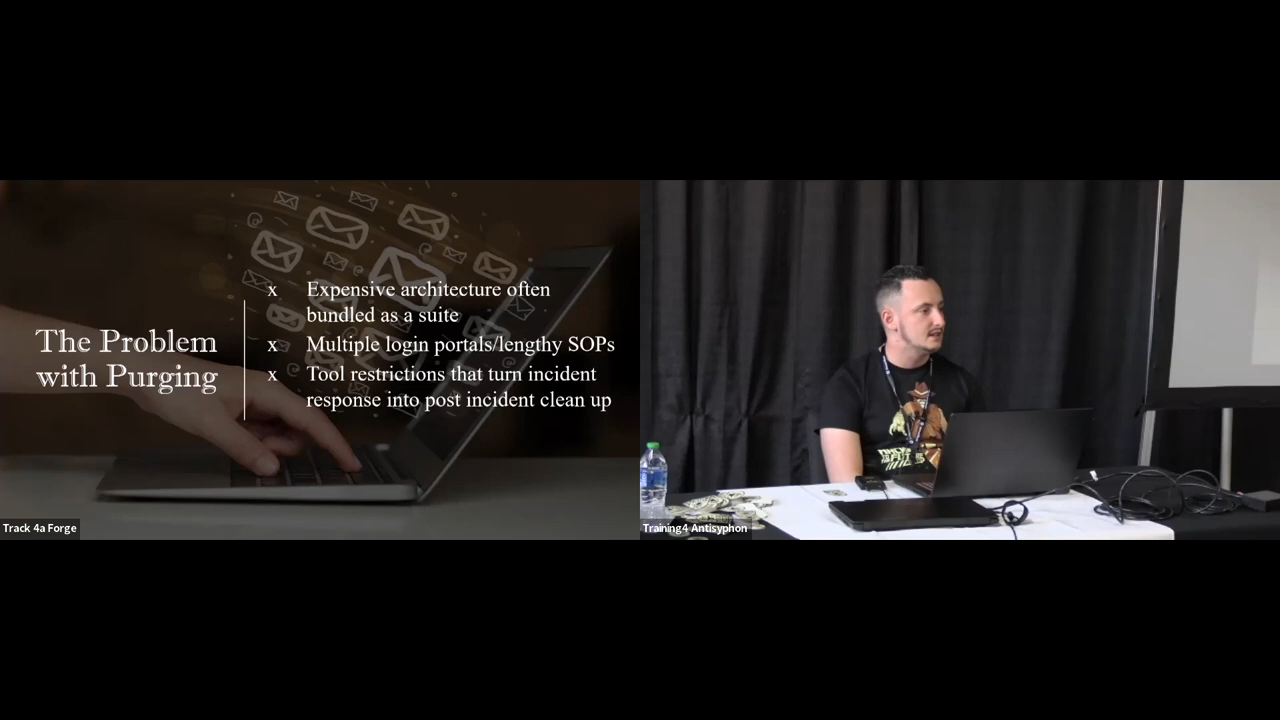 The Problem
with Purging
x Expensive architecture often
bundled as a suite
x Multiple login portals/lengthy SOPs
x Tool restrictions that turn incident
response into post incident clean up
Track 4a Forge
Training4 Antisyphon